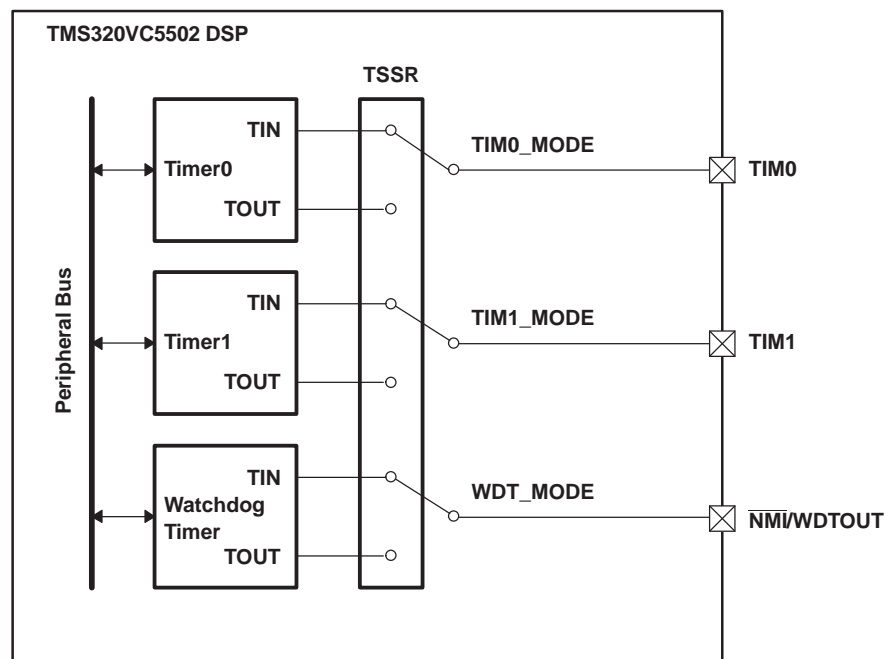 TMS320VC5502 DSP
TSSR
Peripheral Bus
TIN
Timer0
TOUT
TIM0_MODE
TIM0
TIN
Timer1
TOUT
TIM1_MODE
TIM1
TIN
Watchdog
Timer
TOUT
WDT_MODE
N̅M̅I̅/WDTOUT